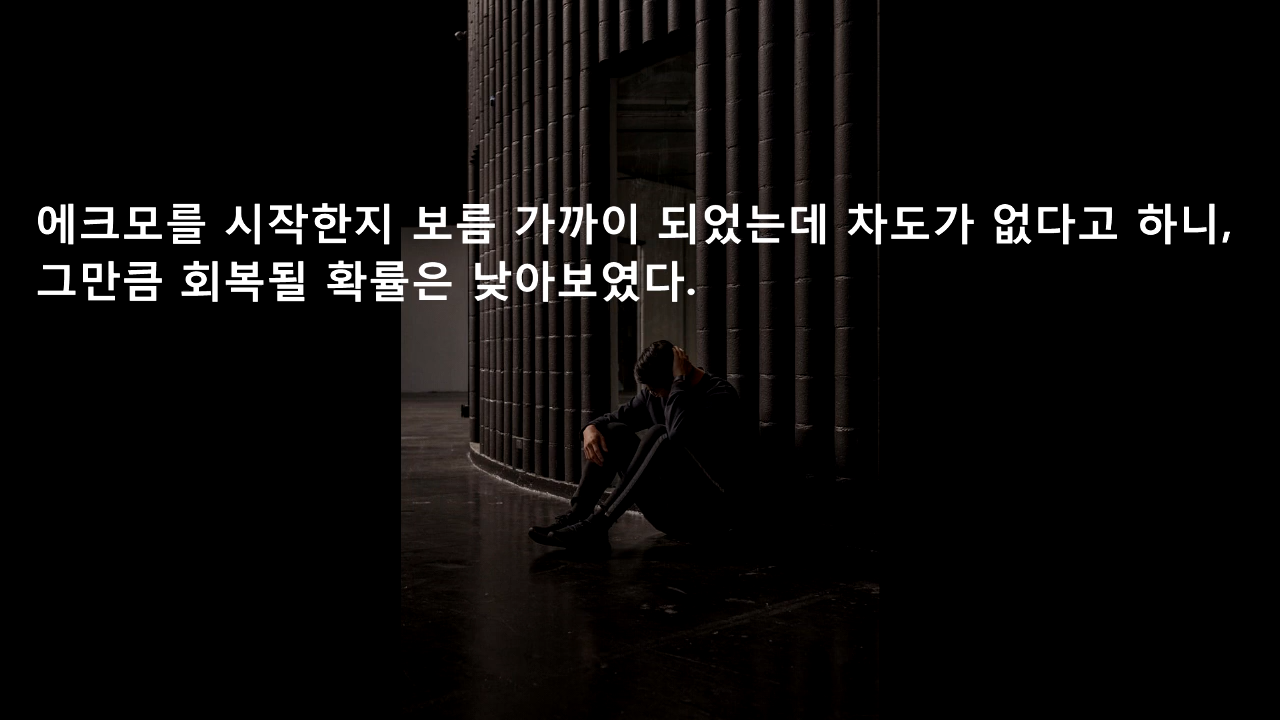 에크모를 시작한지 보름 가까이 되었는데 차도가 없다고 하니,
그만큼 회복될 확률은 낮아보였다.